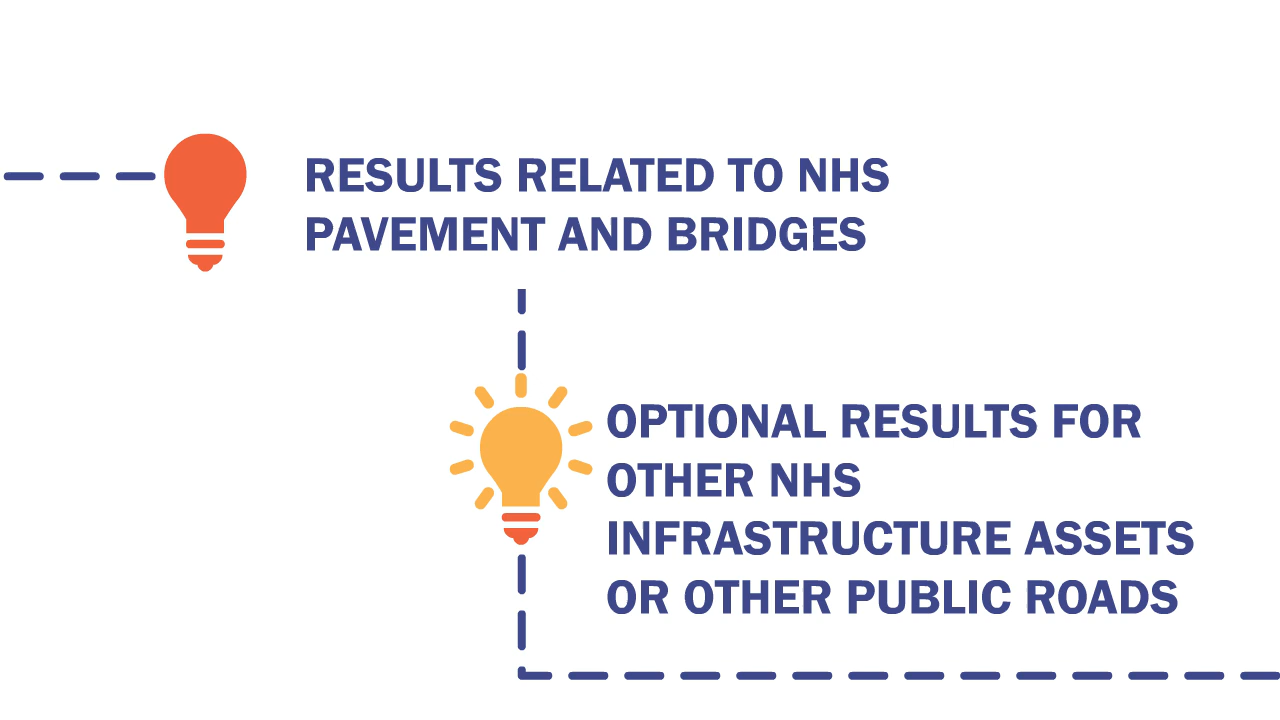 RESULTS RELATED TO NHS
PAVEMENT AND BRIDGES
OPTIONAL RESULTS FOR
OTHER NHS
INFRASTRUCTURE ASSETS
OR OTHER PUBLIC ROADS